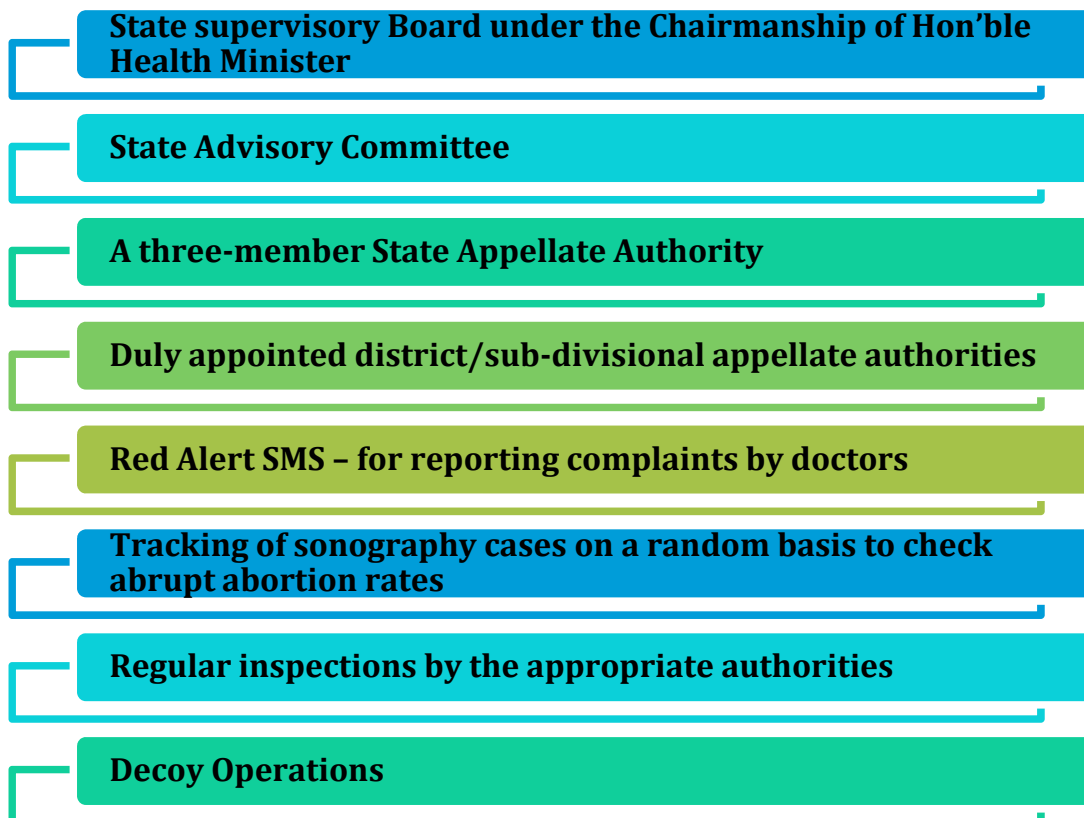 State supervisory Board under the Chairmanship of Hon’ble
Health Minister
State Advisory Committee
A three-member State Appellate Authority
Duly appointed district/sub-divisional appellate authorities
Red Alert SMS – for reporting complaints by doctors
Tracking of sonography cases on a random basis to check
abrupt abortion rates
Regular inspections by the appropriate authorities
Decoy Operations